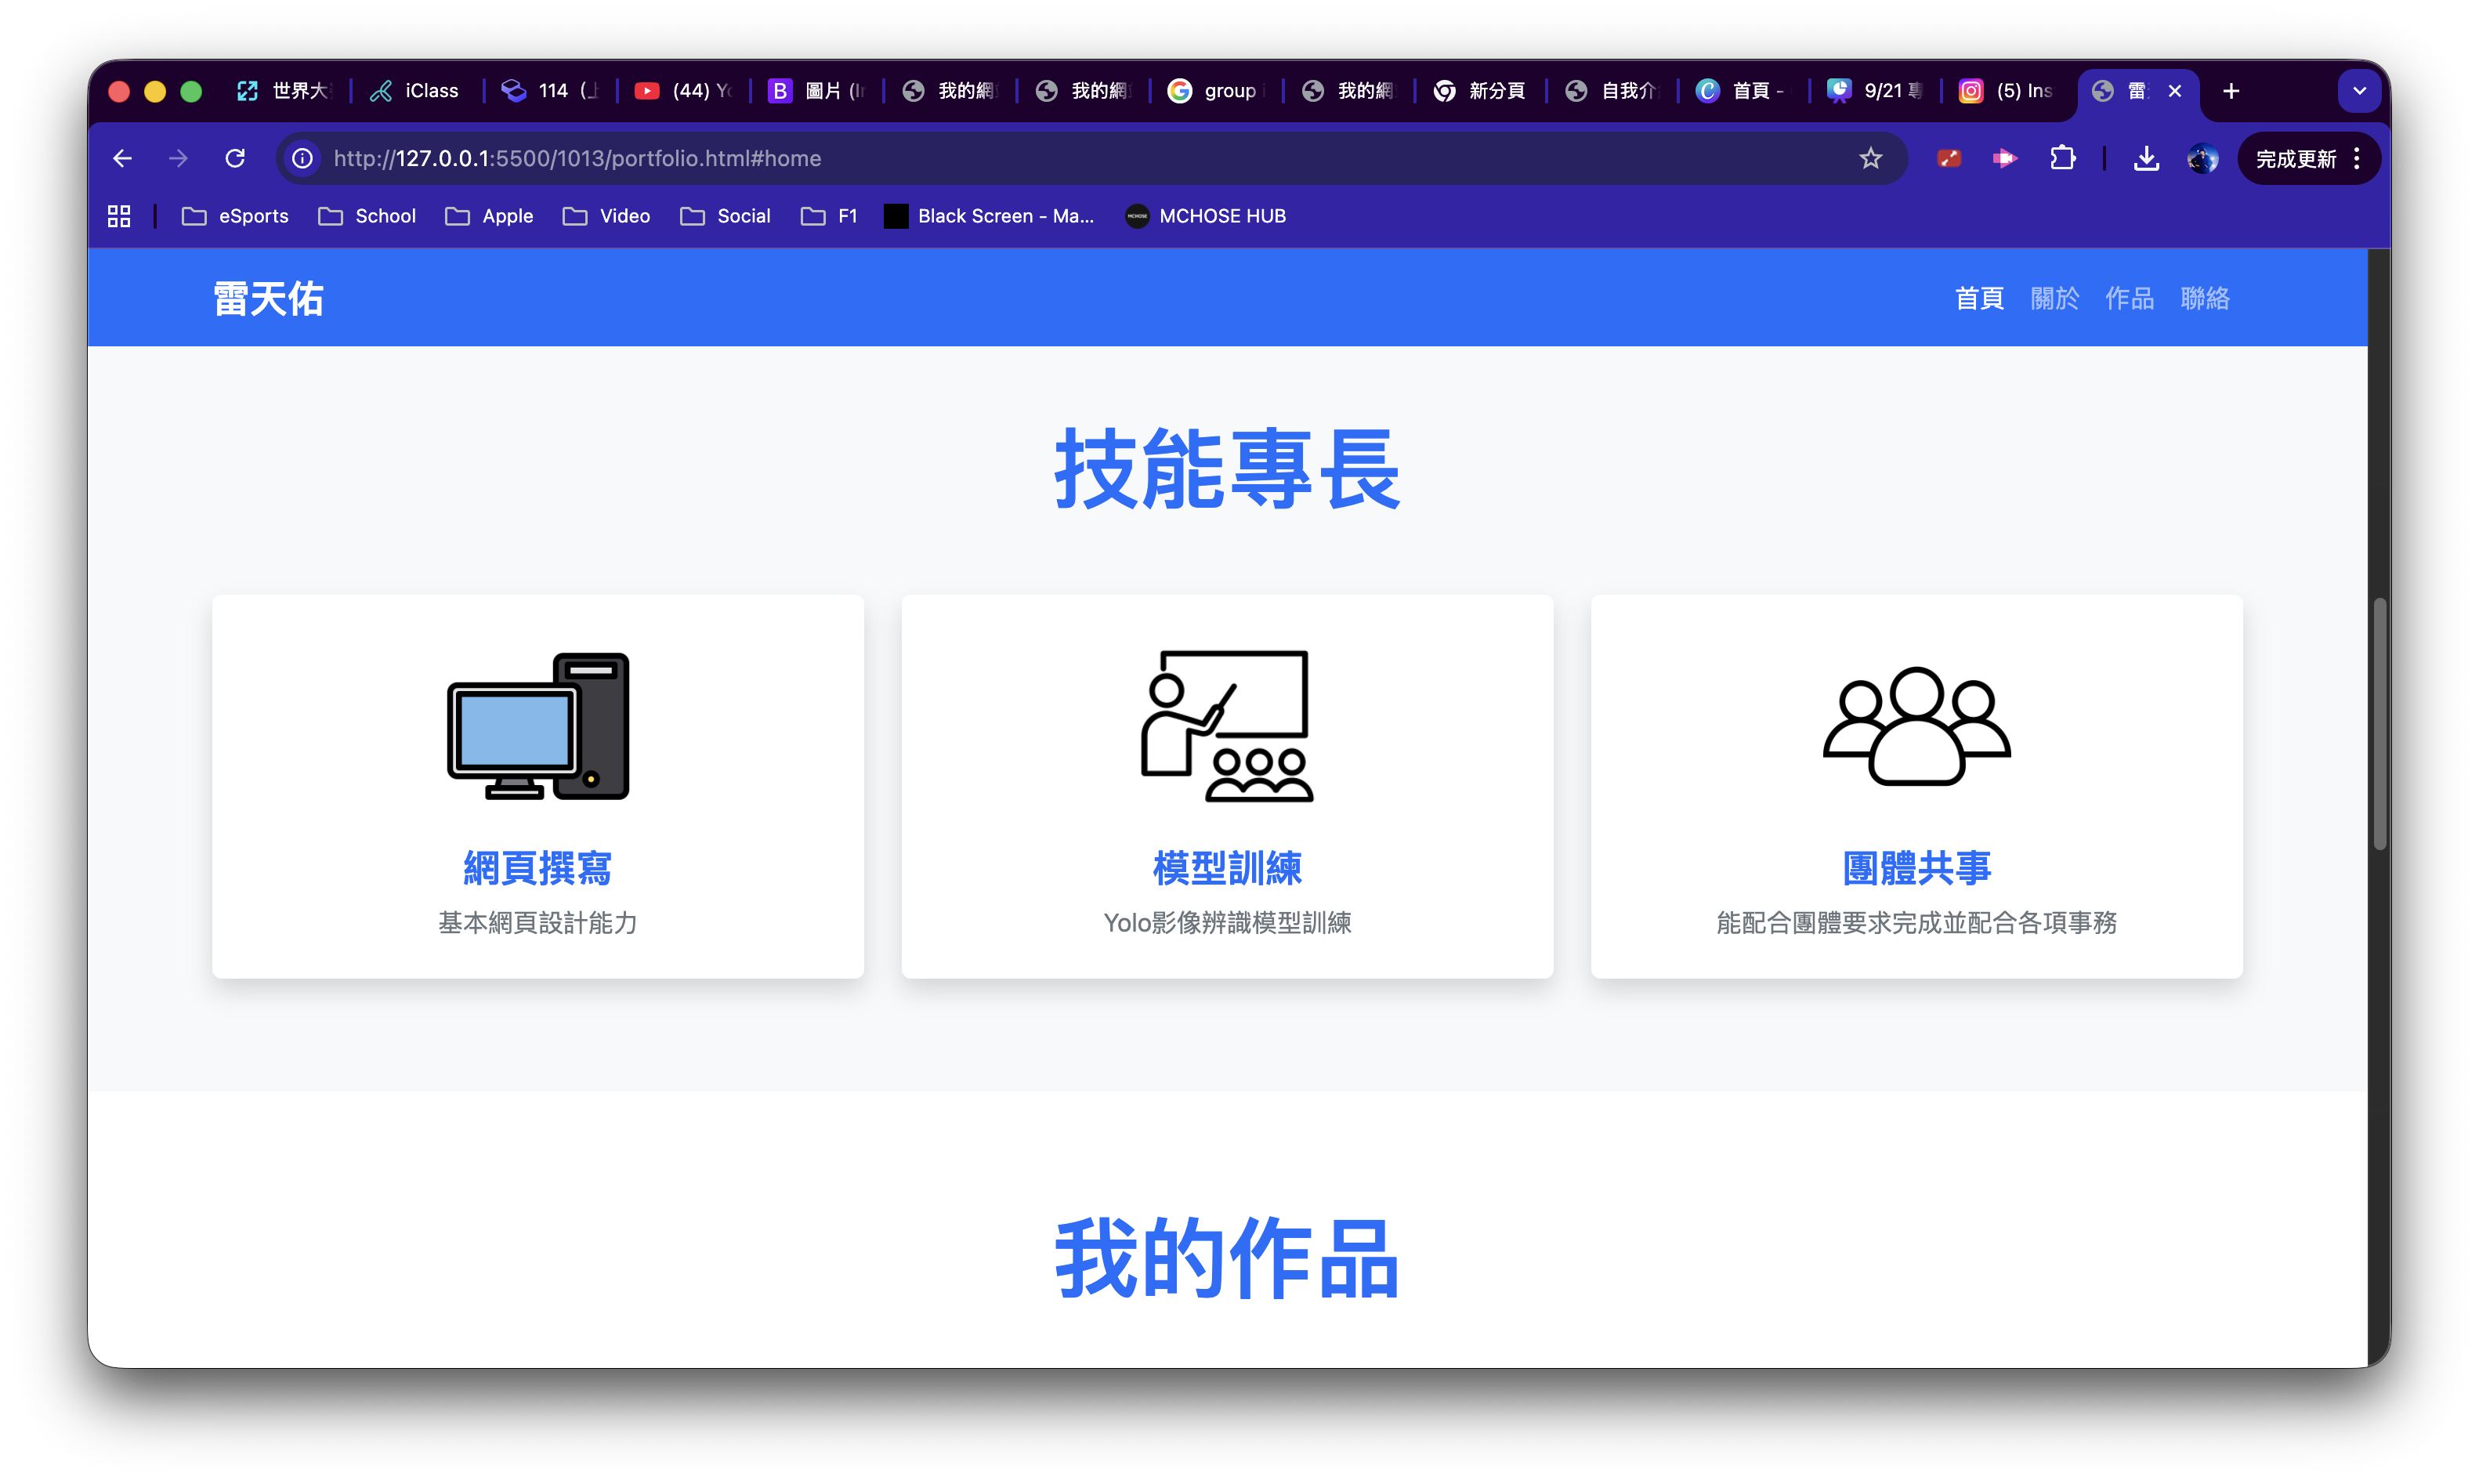 世界大
iClass
114
(44)
圖片
我的網
我的網
group
我的網
新分頁
自我介
首頁 -
9/21 專
(5) Ins
雷
http://127.0.0.1:5500/1013/portfolio.html#home
完成更新
eSports
School
Apple
Video
Social
F1
Black Screen - Ma...
MCHOSE HUB
雷天佑
首頁 關於 作品 聯絡
技能專長
網頁撰寫
基本網頁設計能力
模型訓練
Yolo影像辨識模型訓練
團體共事
能配合團體要求完成並配合各項事務
我的作品